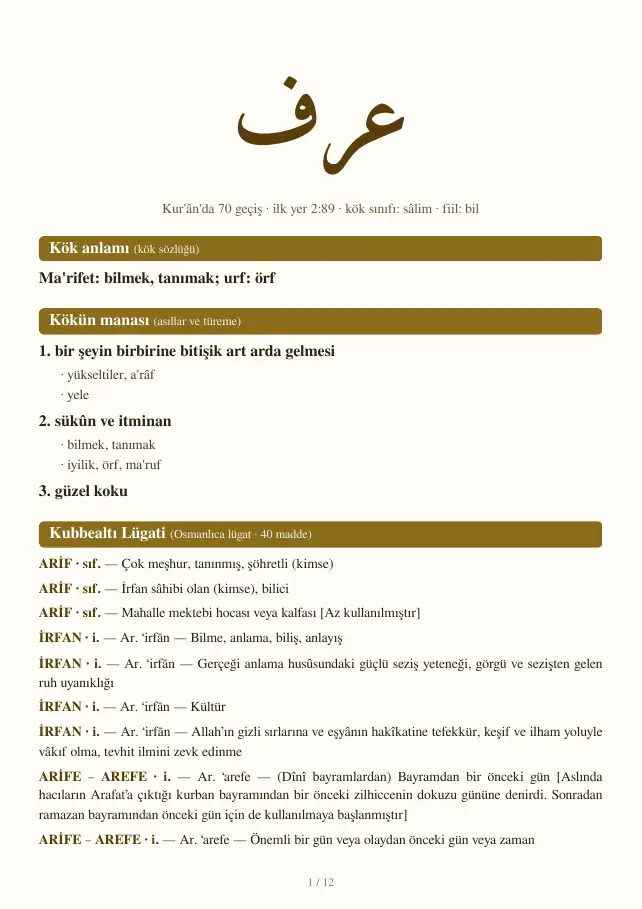 عرف
Kur'ân'da 70 geçiş · ilk yer 2:89 · kök sınıfı: sâlim · fiil: bil
Kök anlamı (kök sözlüğü)
Ma'rifet: bilmek, tanımak; urf: örf
Kökün manası (asıllar ve türeme)
1. bir şeyin birbirine bitişik art arda gelmesi
· yükseltiler, a'râf
· yele
2. sükûn ve itminan
· bilmek, tanımak
· iyilik, örf, ma'ruf
3. güzel koku
Kubbealtı Lügati (Osmanlıca lügat · 40 madde)
ARİF · sıf. — Çok meşhur, tanınmış, şöhretli (kimse)
ARİF · sıf. — İrfan sâhibi olan (kimse), bilici
ARİF · sıf. — Mahalle mektebi hocası veya kalfası [Az kullanılmıştır]
İRFAN · i. — Ar. ‘irfān — Bilme, anlama, biliş, anlayış
İRFAN · i. — Ar. ‘irfān — Gerçeği anlama husûsundaki güçlü seziş yeteneği, görgü ve sezişten gelen
ruh uyanıklığı
İRFAN · i. — Ar. ‘irfān — Kültür
İRFAN · i. — Ar. ‘irfān — Allah’ın gizli sırlarına ve eşyânın hakîkatine tefekkür, keşif ve ilham yoluyle
vâkıf olma, tevhit ilmini zevk edinme
ARİFE – AREFE · i. — Ar. ‘arefe — (Dînî bayramlardan) Bayramdan bir önceki gün [Aslında
hacıların Arafat’a çıktığı kurban bayramından bir önceki zilhiccenin dokuzu gününe denirdi. Sonradan
ramazan bayramından önceki gün için de kullanılmaya başlanmıştır]
ARİFE – AREFE · i. — Ar. ‘arefe — Önemli bir gün veya olaydan önceki gün veya zaman
1 / 12